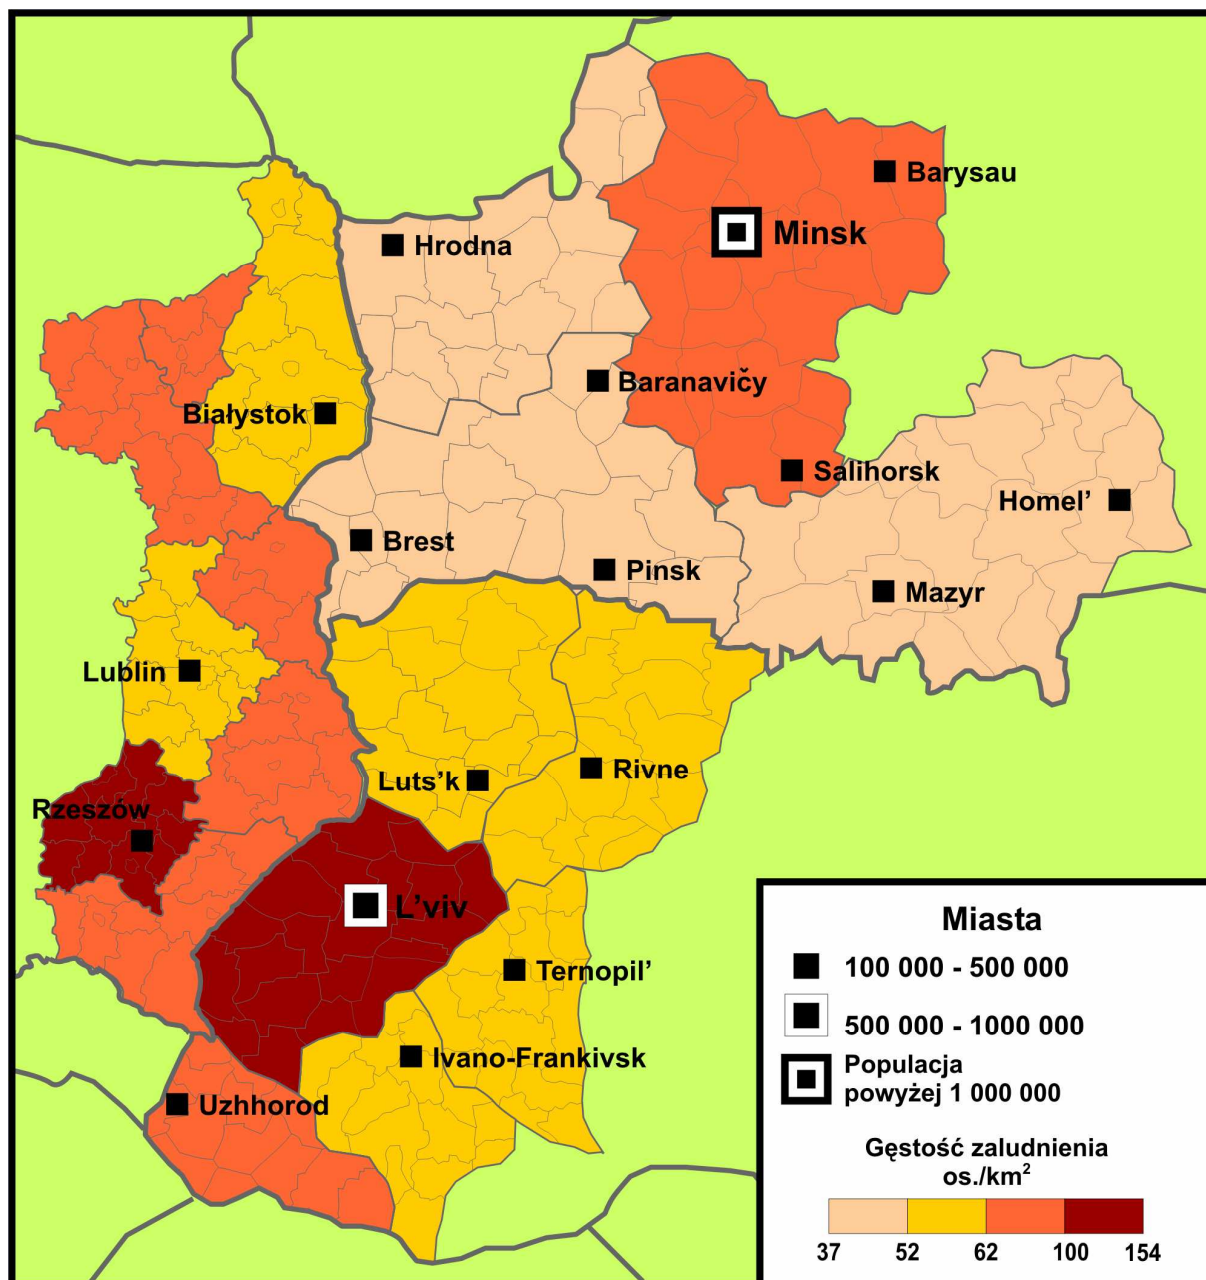 Barysau
Minsk
Hrodna
Baranavičy
Białystok
Salihorsk
Homel’
Brest
Pinsk
Mazyr
Lublin
Rivne
Luts’k
Rzeszów
L’viv
Ternopil’
Ivano-Frankivsk
Uzhhorod
Miasta
100 000 - 500 000
500 000 - 1000 000
Populacja
powyżej 1 000 000
Gęstość zaludnienia
os./km²
37 52 62 100 154